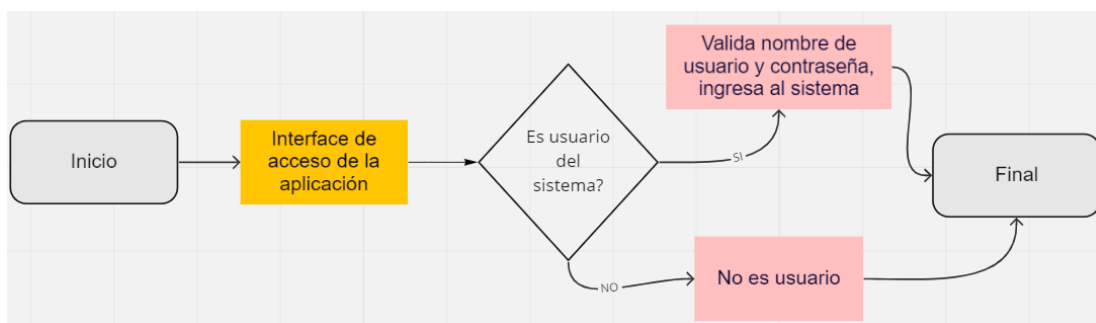 Inicio
Interface de
acceso de la
aplicación
Es usuario
del
sistema?
SI
Valida nombre de
usuario y contraseña,
ingresa al sistema
NO
No es usuario
Final